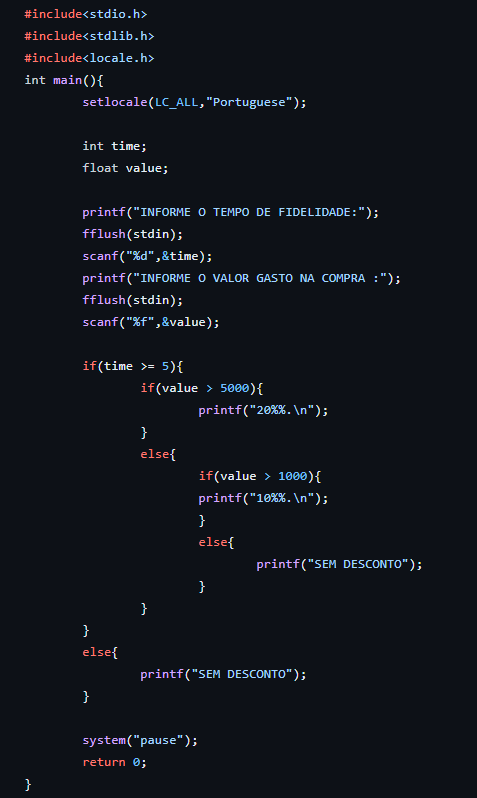 #include<stdio.h>
#include<stdlib.h>
#include<locale.h>
int main(){
        setlocale(LC_ALL,"Portuguese");

        int time;
        float value;

        printf("INFORME O TEMPO DE FIDELIDADE:");
        fflush(stdin);
        scanf("%d",&time);
        printf("INFORME O VALOR GASTO NA COMPRA :");
        fflush(stdin);
        scanf("%f",&value);

        if(time >= 5){
                if(value > 5000){
                        printf("20%%.\n");
                }
                else{
                        if(value > 1000){
                        printf("10%%.\n");
                        }
                        else{
                                printf("SEM DESCONTO");
                        }
                }
        }
        else{
                printf("SEM DESCONTO");
        }

        system("pause");
        return 0;
}